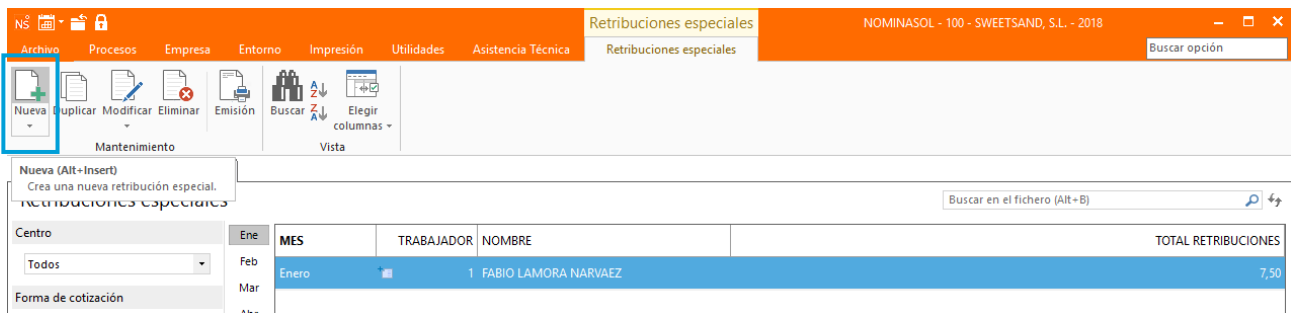 NS Retribuciones especiales NOMINASOL - 100 - SWEETSAND, S.L. - 2018
Archivo Procesos Empresa Entorno Impresión Utilidades Asistencia Técnica Retribuciones especiales Buscar opción
Nueva Duplicar Modificar Eliminar Emisión Buscar Elegir columnas
Mantenimiento Vista
Nueva (Alt+Insert)
Crea una nueva retribución especial.
Retribuciones especiales Buscar en el fichero (Alt+B)
Centro Ene MES TRABAJADOR NOMBRE TOTAL RETRIBUCIONES
Todos Feb Enero 1 FABIO LAMORA NARVAEZ 7,50
Forma de cotización Mar
Abr